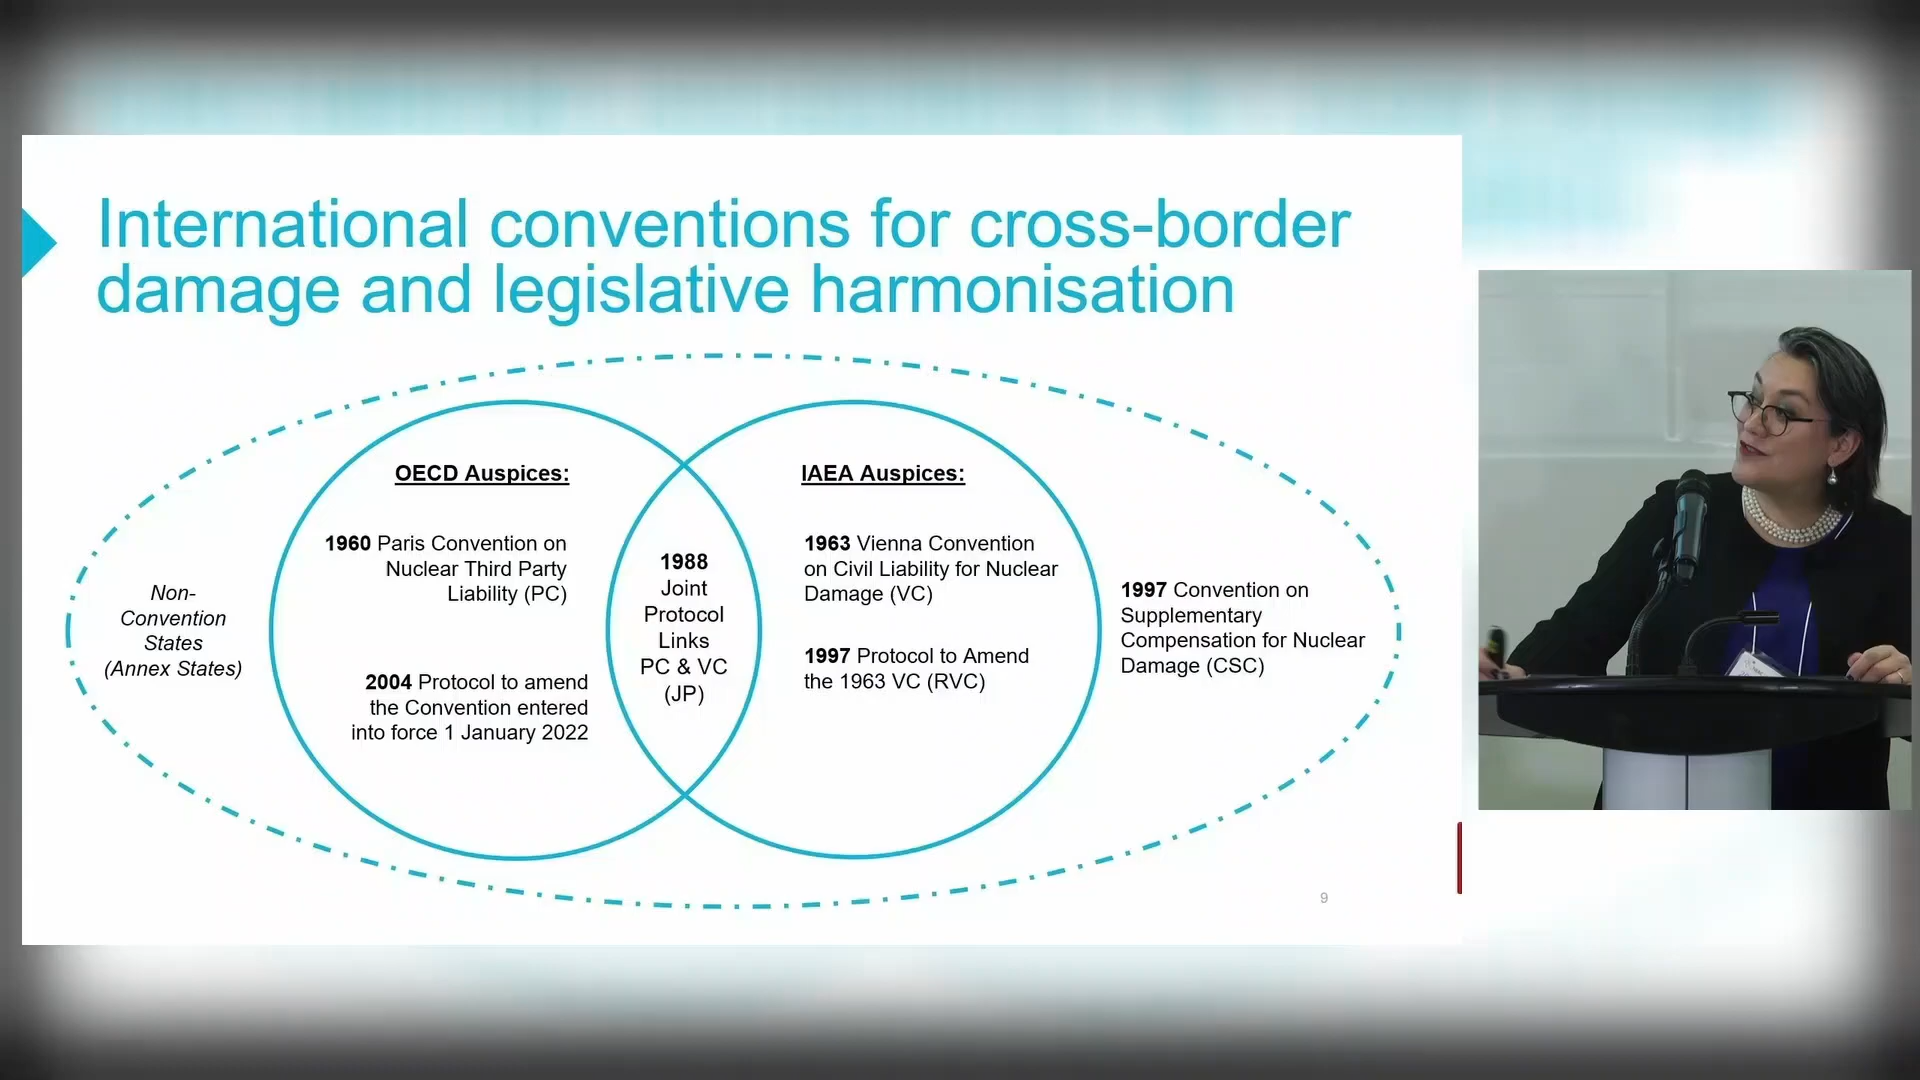 International conventions for cross-border
damage and legislative harmonisation
OECD Auspices:
1960 Paris Convention on
Nuclear Third Party
Liability (PC)
2004 Protocol to amend
the Convention entered
into force 1 January 2022
1988
Joint
Protocol
Links
PC & VC
(JP)
IAEA Auspices:
1963 Vienna Convention
on Civil Liability for Nuclear
Damage (VC)
1997 Protocol to Amend
the 1963 VC (RVC)
Non-
Convention
States
(Annex States)
1997 Convention on
Supplementary
Compensation for Nuclear
Damage (CSC)
9